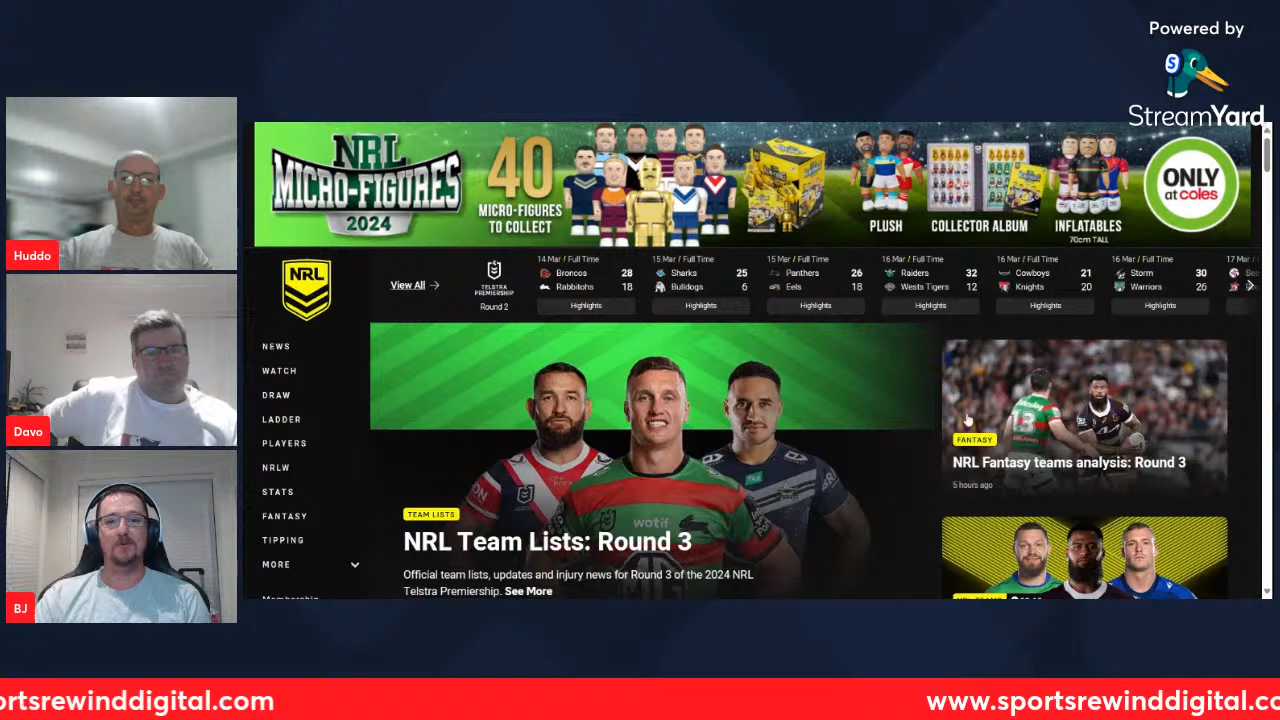 Powered by
S
StreamYard
Huddo
Davo
BJ
NRL
MICRO-FIGURES
2024
40
MICRO-FIGURES
TO COLLECT
PLUSH
COLLECTOR ALBUM
INFLATABLES
70cm TALL
ONLY
at coles
NRL
View All →
TELSTRA
PREMIERSHIP
Round 2
14 Mar / Full Time
Broncos 28
Rabbitohs 18
Highlights
15 Mar / Full Time
Sharks 25
Bulldogs 6
Highlights
15 Mar / Full Time
Panthers 26
Eels 18
Highlights
16 Mar / Full Time
Raiders 32
Wests Tigers 12
Highlights
16 Mar / Full Time
Cowboys 21
Knights 20
Highlights
16 Mar / Full Time
Storm 30
Warriors 26
Highlights
17 Mar /
NEWS
WATCH
DRAW
LADDER
PLAYERS
NRLW
STATS
FANTASY
TIPPING
MORE
Membership
wotif
TEAM LISTS
NRL Team Lists: Round 3
Official team lists, updates and injury news for Round 3 of the 2024 NRL
Telstra Premiership. See More
13
FANTASY
NRL Fantasy teams analysis: Round 3
5 hours ago
ortsrewinddigital.com
www.sportsrewinddigital.co